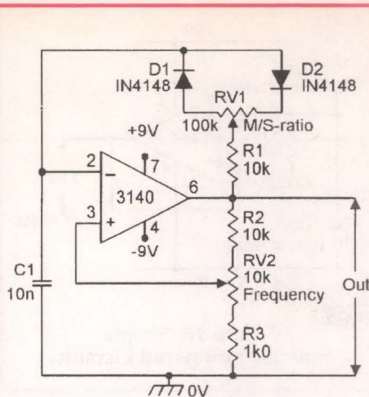 D1
IN4148
D2
IN4148
RV1
100k
M/S-ratio
+9V
R1
10k
2
7
−
3140
6
3
+
4
-9V
R2
10k
RV2
10k
Frequency
C1
10n
Out
R3
1k0
0V